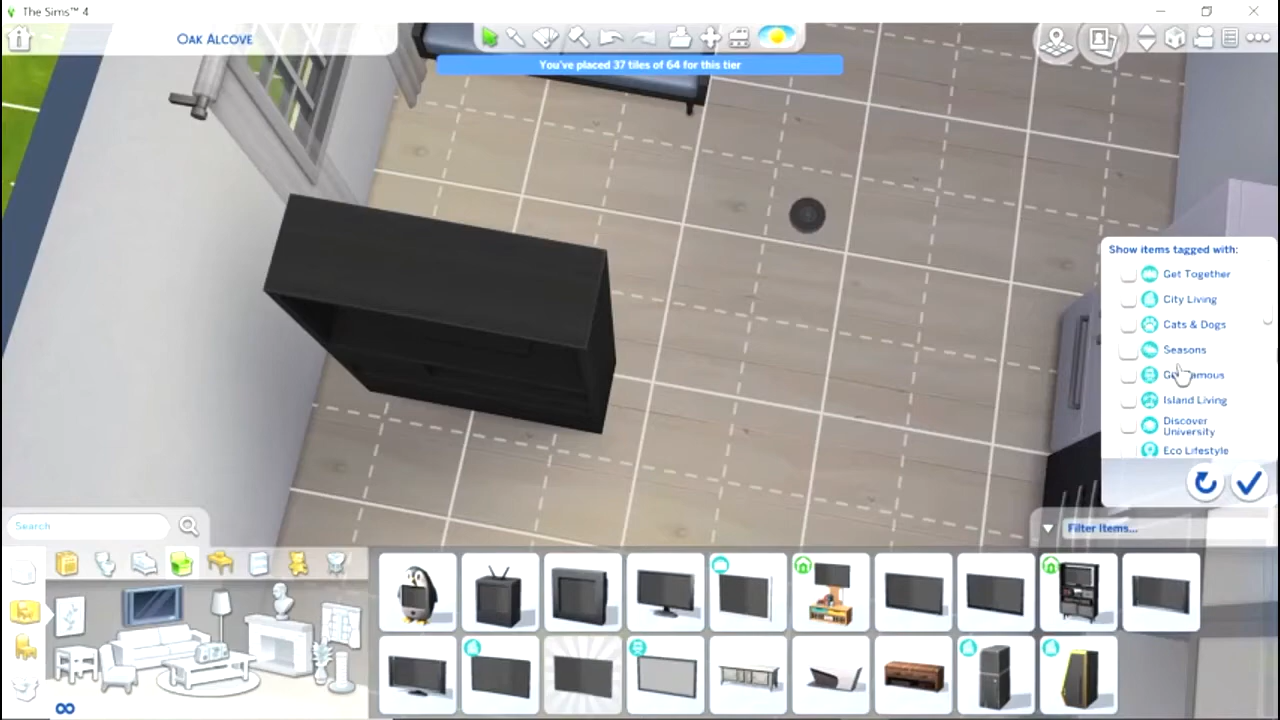 The Sims™ 4
OAK ALCOVE
You've placed 37 tiles of 64 for this tier
Show items tagged with:
Get Together
City Living
Cats & Dogs
Seasons
Island Living
Discover
University
Eco Lifestyle
Search
Filter Items...